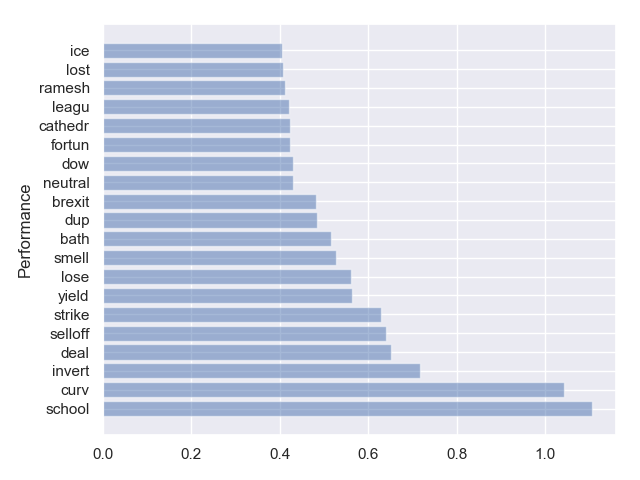 ice
lost
ramesh
leagu
cathedr
fortun
dow
neutral
brexit
dup
bath
smell
lose
yield
strike
selloff
deal
invert
curv
school
Performance
0.0 0.2 0.4 0.6 0.8 1.0